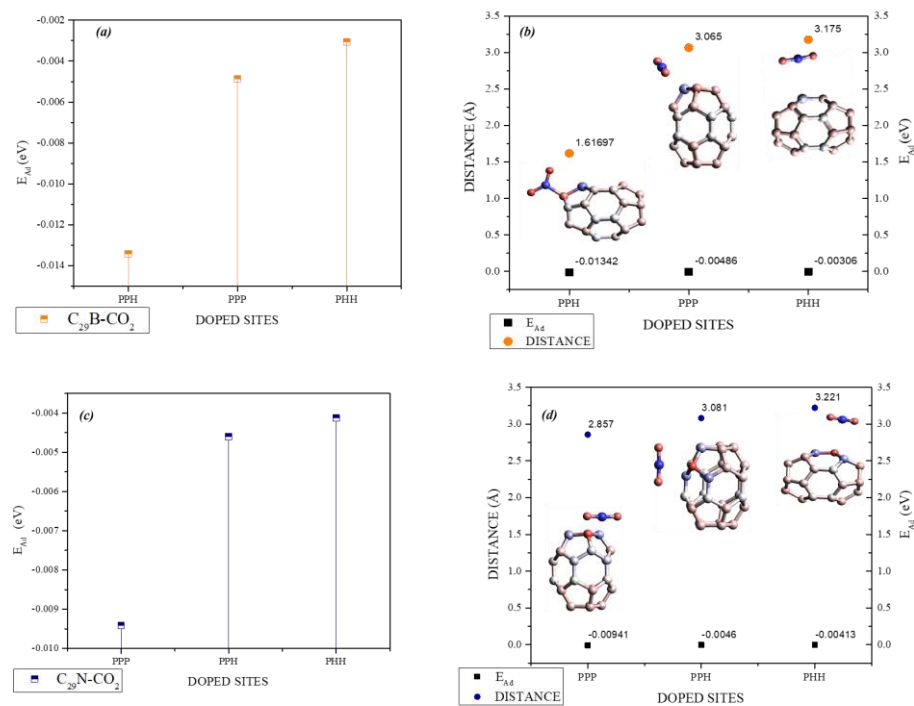 (a)
-0.002
-0.004
-0.006
-0.008
-0.010
-0.012
-0.014
E_Ad (eV)
PPH PPP PHH
DOPED SITES
C₂₉B-CO₂
(b)
3.5
3.0
2.5
2.0
1.5
1.0
0.5
0.0
DISTANCE (Å)
1.61697
3.065
3.175
-0.01342
-0.00486
-0.00306
3.5
3.0
2.5
2.0
1.5
1.0
0.5
0.0
E_Ad (eV)
PPH PPP PHH
DOPED SITES
E_Ad
DISTANCE
(c)
-0.004
-0.005
-0.006
-0.007
-0.008
-0.009
-0.010
E_Ad (eV)
PPP PPH PHH
DOPED SITES
C₂₉N-CO₂
(d)
3.5
3.0
2.5
2.0
1.5
1.0
0.5
0.0
DISTANCE (Å)
2.857
3.081
3.221
-0.00941
-0.0046
-0.00413
3.5
3.0
2.5
2.0
1.5
1.0
0.5
0.0
E_Ad (eV)
PPP PPH PHH
DOPED SITES
E_Ad
DISTANCE